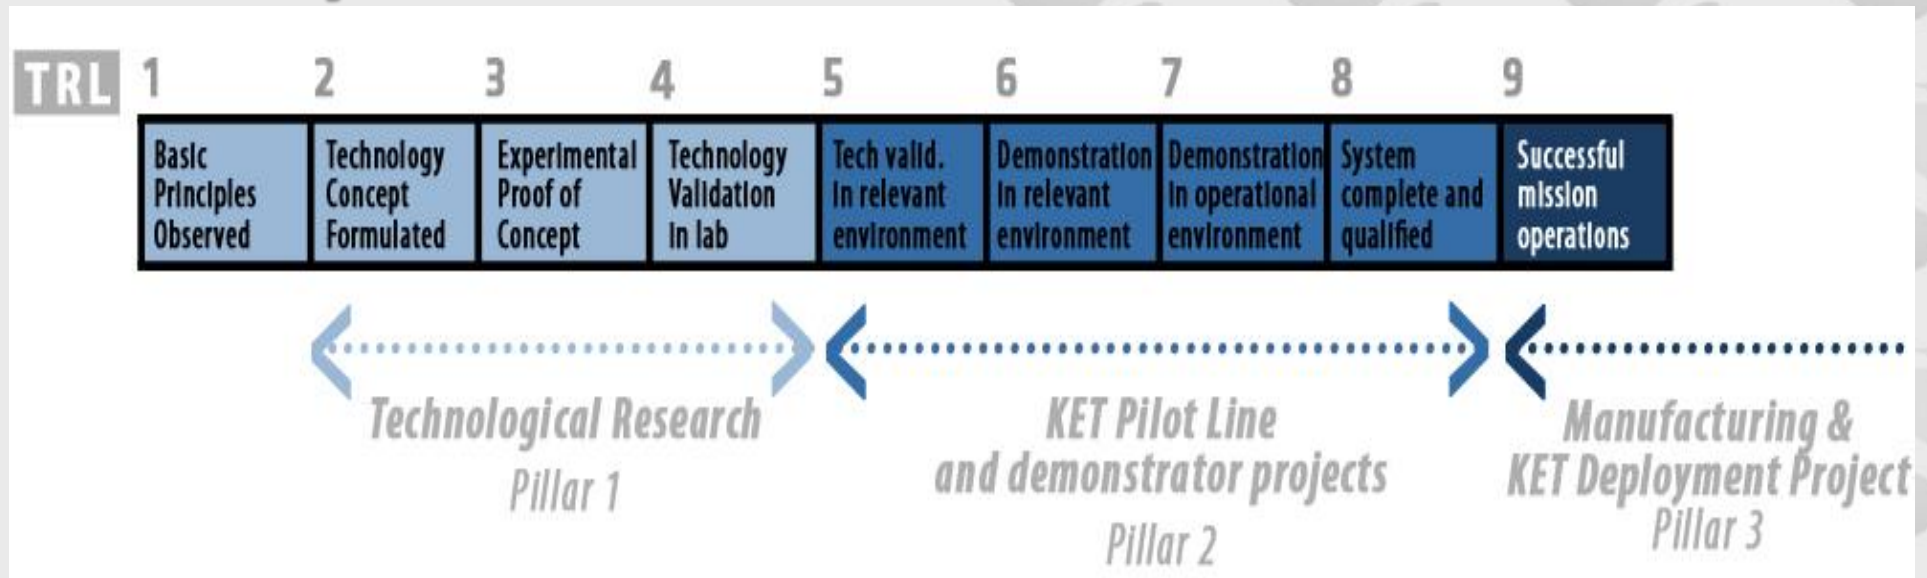 TRL 1 2 3 4 5 6 7 8 9
Basic
Principles
Observed
Technology
Concept
Formulated
Experimental
Proof of
Concept
Technology
Validation
in lab
Tech valid.
in relevant
environment
Demonstration
in relevant
environment
Demonstration
in operational
environment
System
complete and
qualified
Successful
mission
operations
Technological Research
Pillar 1
KET Pilot Line
and demonstrator projects
Pillar 2
Manufacturing &
KET Deployment Project
Pillar 3